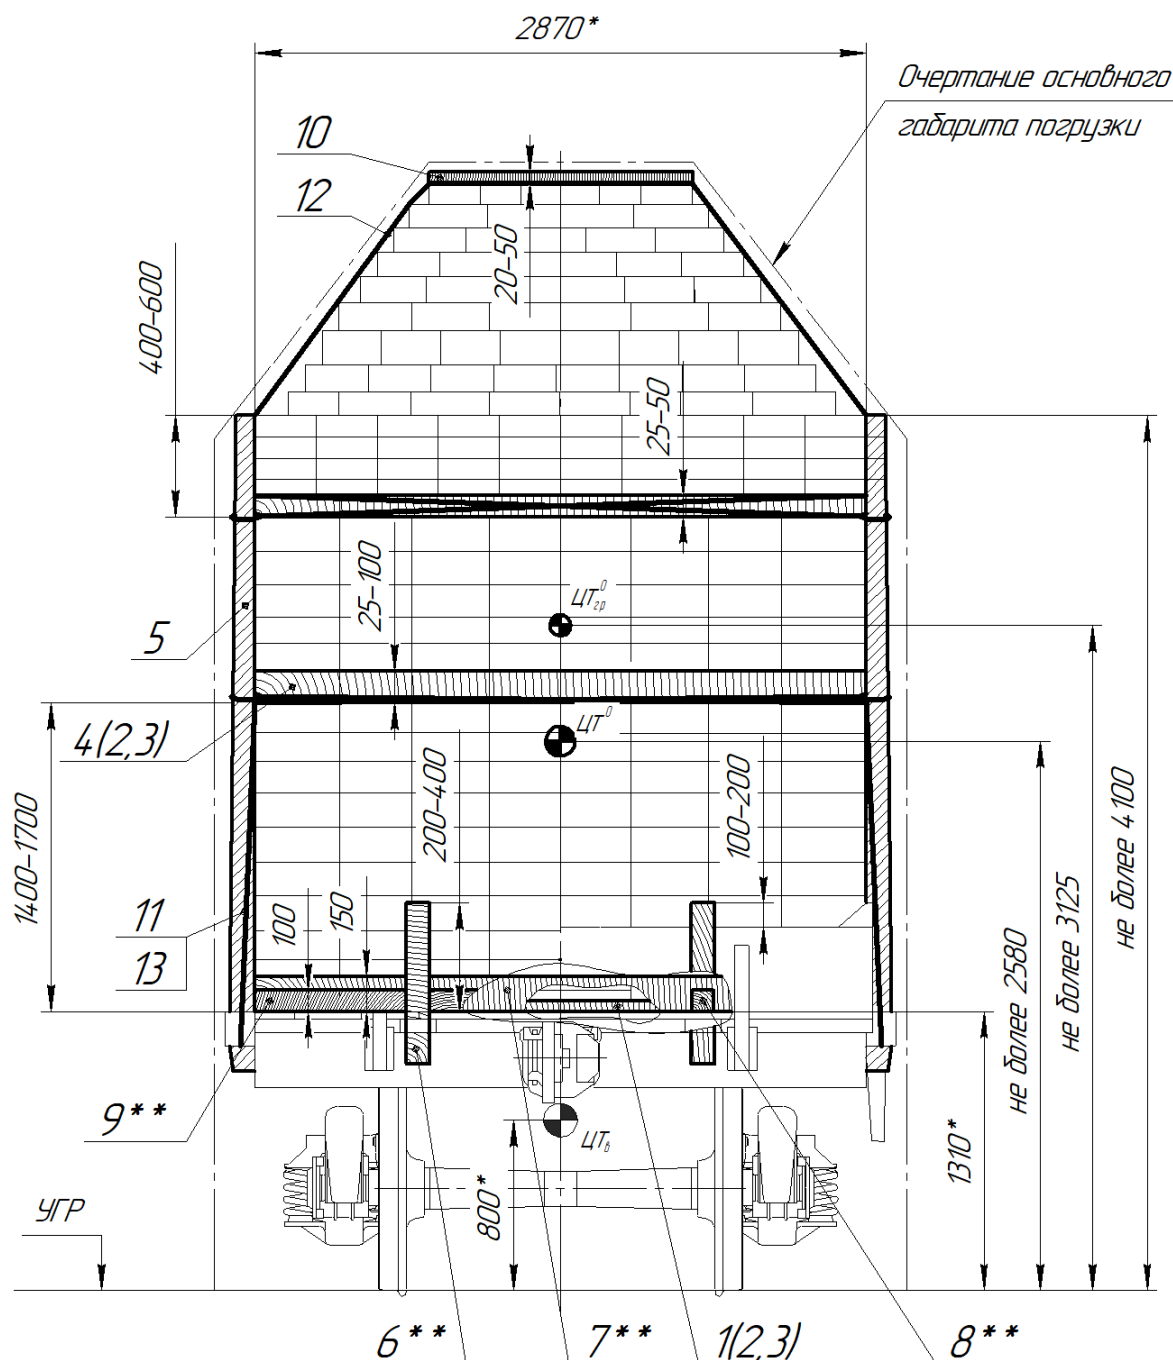 2870*
Очертание основного
габарита погрузки
10
12
20-50
400-600
25-50
25-100
ЦТ⁰гр
5
4(2,3)
ЦТ⁰
200-400
100-200
1400-1700
11
13
100
150
не более 2580
не более 3125
не более 4100
9**
ЦТв
800*
1310*
УГР
6**
7**
1(2,3)
8**